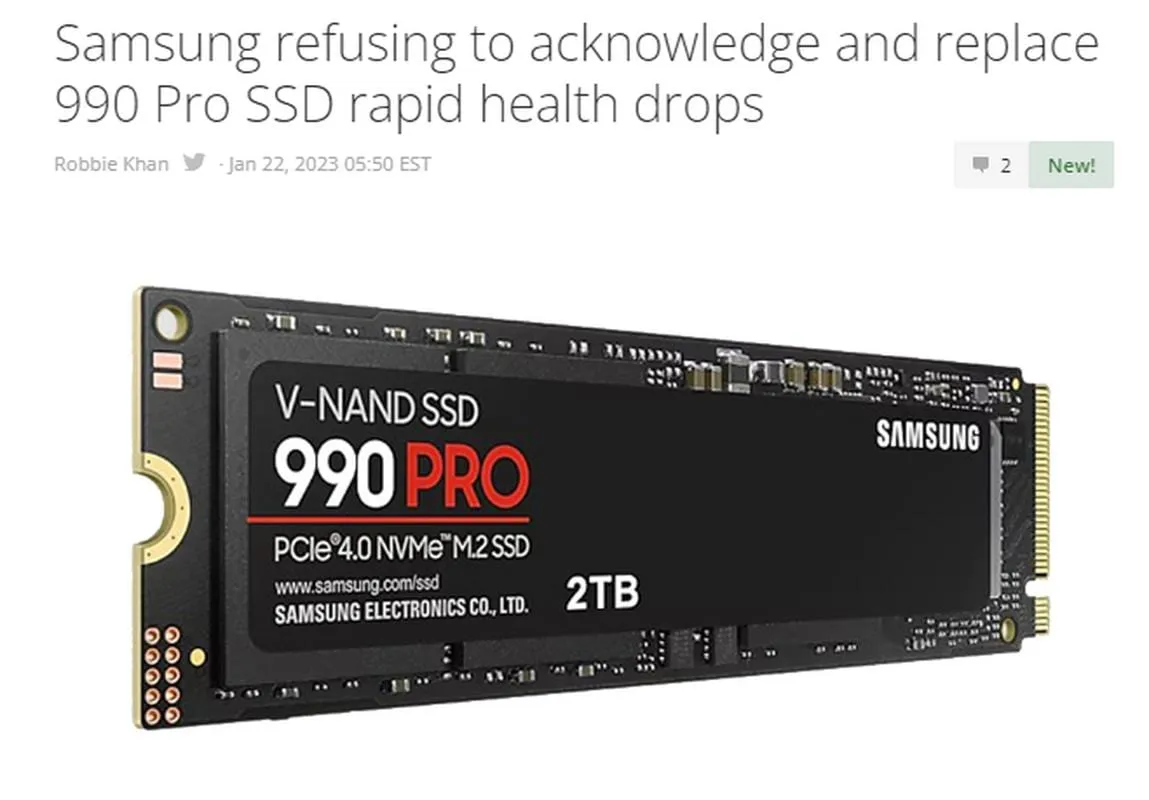 Samsung refusing to acknowledge and replace
990 Pro SSD rapid health drops
Robbie Khan · Jan 22, 2023 05:50 EST
2 New!
V-NAND SSD
SAMSUNG
990 PRO
PCIe®4.0 NVMe™ M.2 SSD
www.samsung.com/ssd
2TB
SAMSUNG ELECTRONICS CO., LTD.